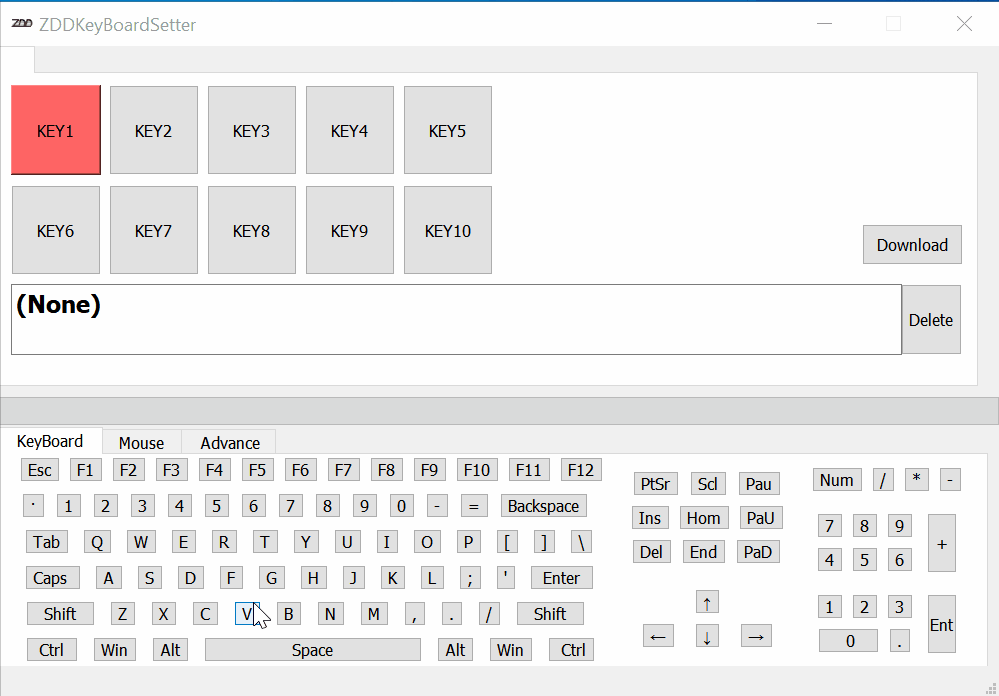 ZDD ZDDKeyBoardSetter
KEY1 KEY2 KEY3 KEY4 KEY5
KEY6 KEY7 KEY8 KEY9 KEY10
Download
(None)
Delete
KeyBoard Mouse Advance
Esc F1 F2 F3 F4 F5 F6 F7 F8 F9 F10 F11 F12 PtSr Scl Pau Num / * -
· 1 2 3 4 5 6 7 8 9 0 - = Backspace Ins Hom PaU 7 8 9 +
Tab Q W E R T Y U I O P [ ] \ Del End PaD 4 5 6
Caps A S D F G H J K L ; ' Enter
Shift Z X C V B N M , . / Shift ↑ 1 2 3 Ent
Ctrl Win Alt Space Alt Win Ctrl ← ↓ → 0 .